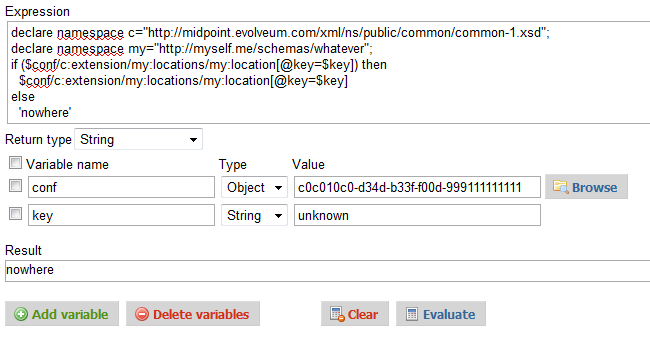 Expression
declare namespace c="http://midpoint.evolveum.com/xml/ns/public/common/common-1.xsd";
declare namespace my="http://myself.me/schemas/whatever";
if ($conf/c:extension/my:locations/my:location[@key=$key]) then
$conf/c:extension/my:locations/my:location[@key=$key]
else
'nowhere'
Return type String
Variable name Type Value
conf Object c0c010c0-d34d-b33f-f00d-999111111111 Browse
key String unknown
Result
nowhere
Add variable Delete variables Clear Evaluate